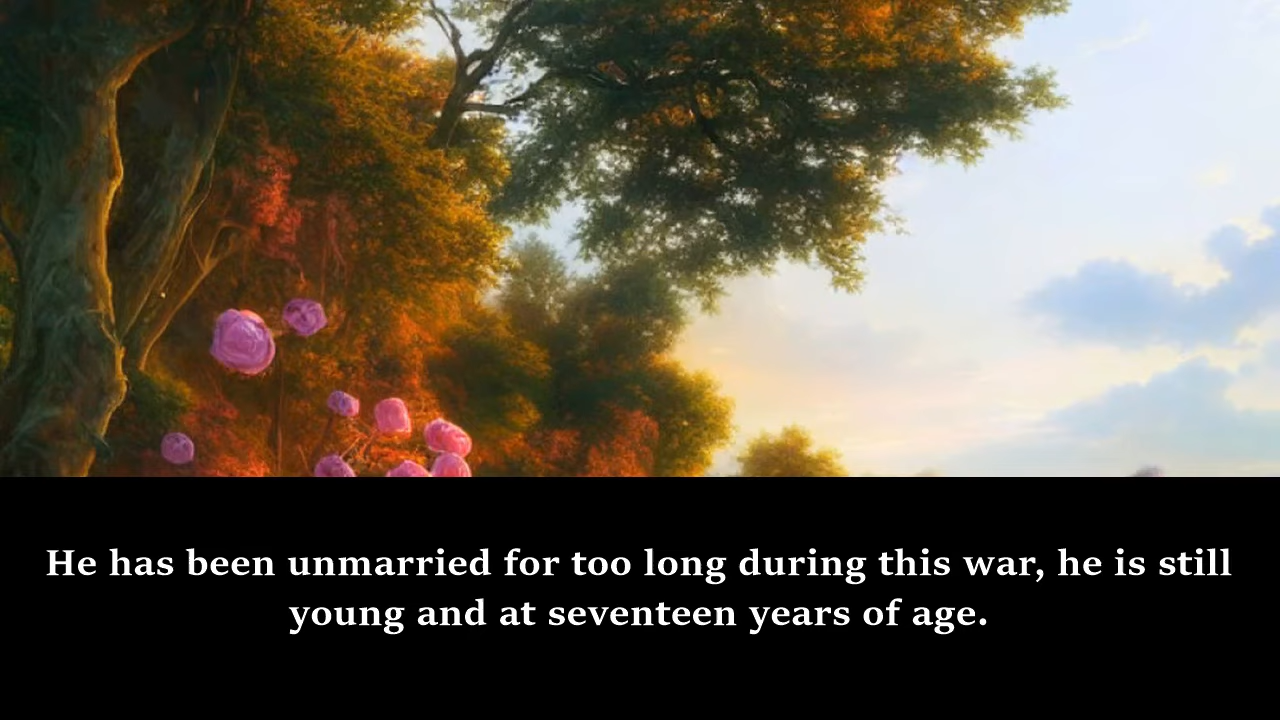 He has been unmarried for too long during this war, he is still
young and at seventeen years of age.